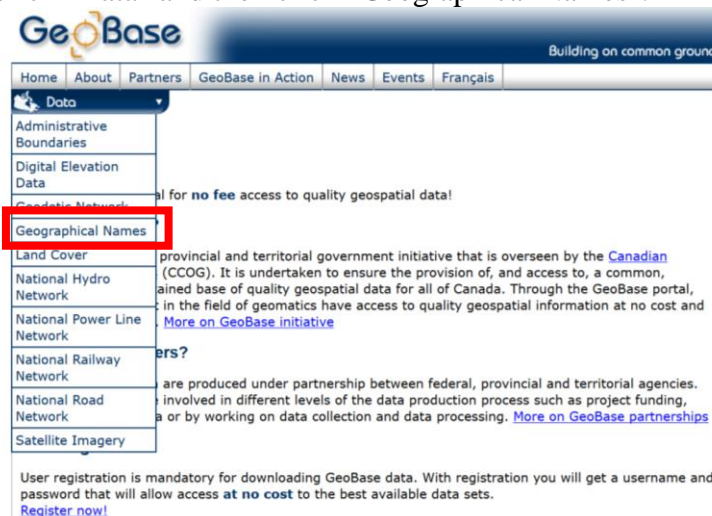 GeoBase
Building on common ground
Home About Partners GeoBase in Action News Events Français
Data
Administrative
Boundaries
Digital Elevation
Data
Geodetic Network
Geographical Names
Land Cover
National Hydro
Network
National Power Line
Network
National Railway
Network
National Road
Network
Satellite Imagery
al for no fee access to quality geospatial data!
provincial and territorial government initiative that is overseen by the Canadian
(CCOG). It is undertaken to ensure the provision of, and access to, a common,
ained base of quality geospatial data for all of Canada. Through the GeoBase portal,
in the field of geomatics have access to quality geospatial information at no cost and
. More on GeoBase initiative
ers?
are produced under partnership between federal, provincial and territorial agencies.
involved in different levels of the data production process such as project funding,
a or by working on data collection and data processing. More on GeoBase partnerships
User registration is mandatory for downloading GeoBase data. With registration you will get a username and
password that will allow access at no cost to the best available data sets.
Register now!